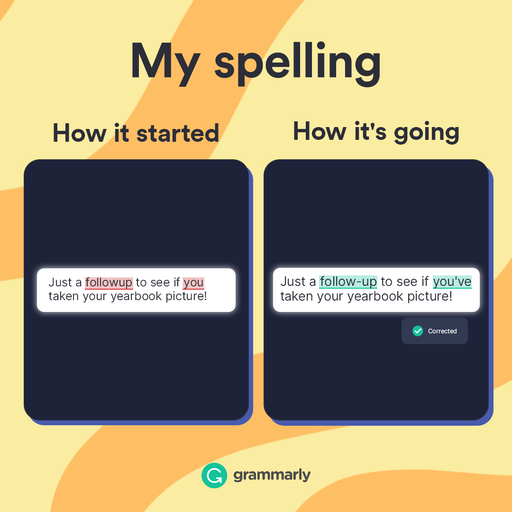 My spelling
How it started
How it's going
Just a followup to see if you
taken your yearbook picture!
Just a follow-up to see if you've
taken your yearbook picture!
Corrected
grammarly